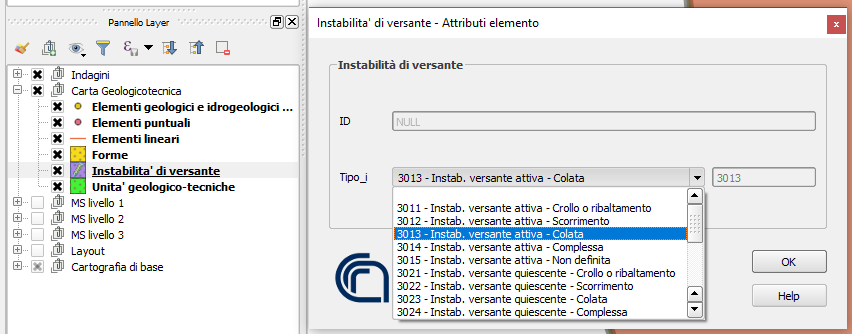 Pannello Layer
Indagini
Carta Geologicotecnica
Elementi geologici e idrogeologici ...
Elementi puntuali
Elementi lineari
Forme
Instabilita' di versante
Unita' geologico-tecniche
MS livello 1
MS livello 2
MS livello 3
Layout
Cartografia di base
Instabilita' di versante - Attributi elemento
x
Instabilità di versante
ID
NULL
Tipo_i
3013 - Instab. versante attiva - Colata
3013
3011 - Instab. versante attiva - Crollo o ribaltamento
3012 - Instab. versante attiva - Scorrimento
3013 - Instab. versante attiva - Colata
3014 - Instab. versante attiva - Complessa
3015 - Instab. versante attiva - Non definita
3021 - Instab. versante quiescente - Crollo o ribaltamento
3022 - Instab. versante quiescente - Scorrimento
3023 - Instab. versante quiescente - Colata
3024 - Instab. versante quiescente - Complessa
OK
Help